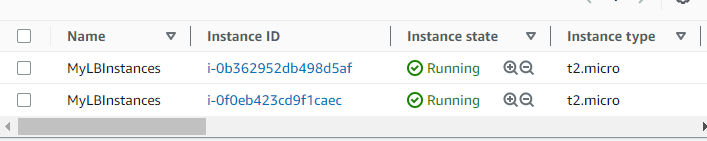 Name Instance ID Instance state Instance type
MyLBInstances i-0b362952db498d5af Running t2.micro
MyLBInstances i-0f0eb423cd9f1caec Running t2.micro